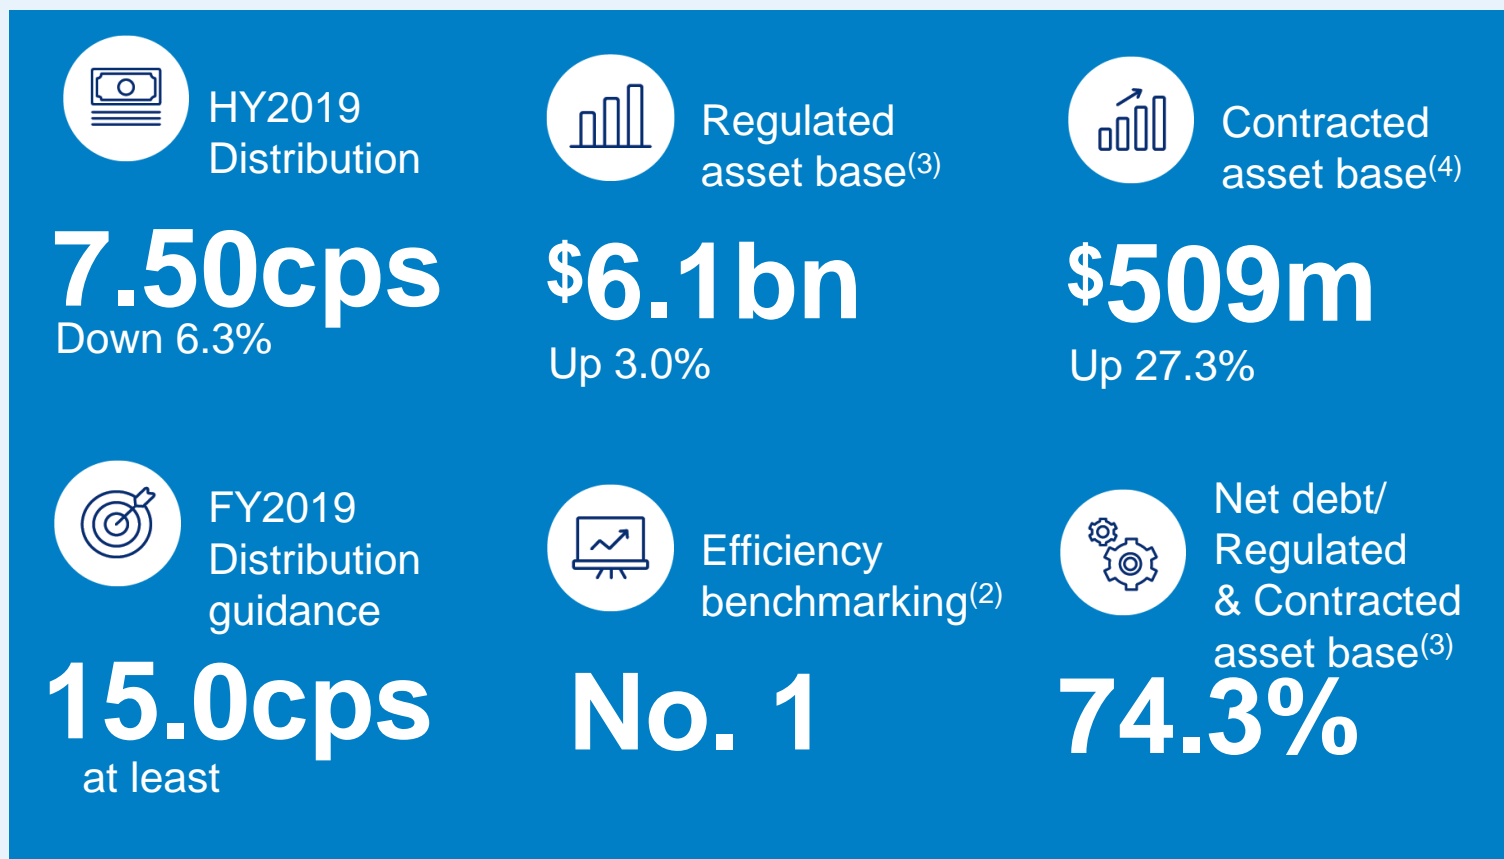 HY2019
Distribution
7.50cps
Down 6.3%
Regulated
asset base(3)
$6.1bn
Up 3.0%
Contracted
asset base(4)
$509m
Up 27.3%
FY2019
Distribution
guidance
15.0cps
at least
Efficiency
benchmarking(2)
No. 1
Net debt/
Regulated
& Contracted
asset base(3)
74.3%